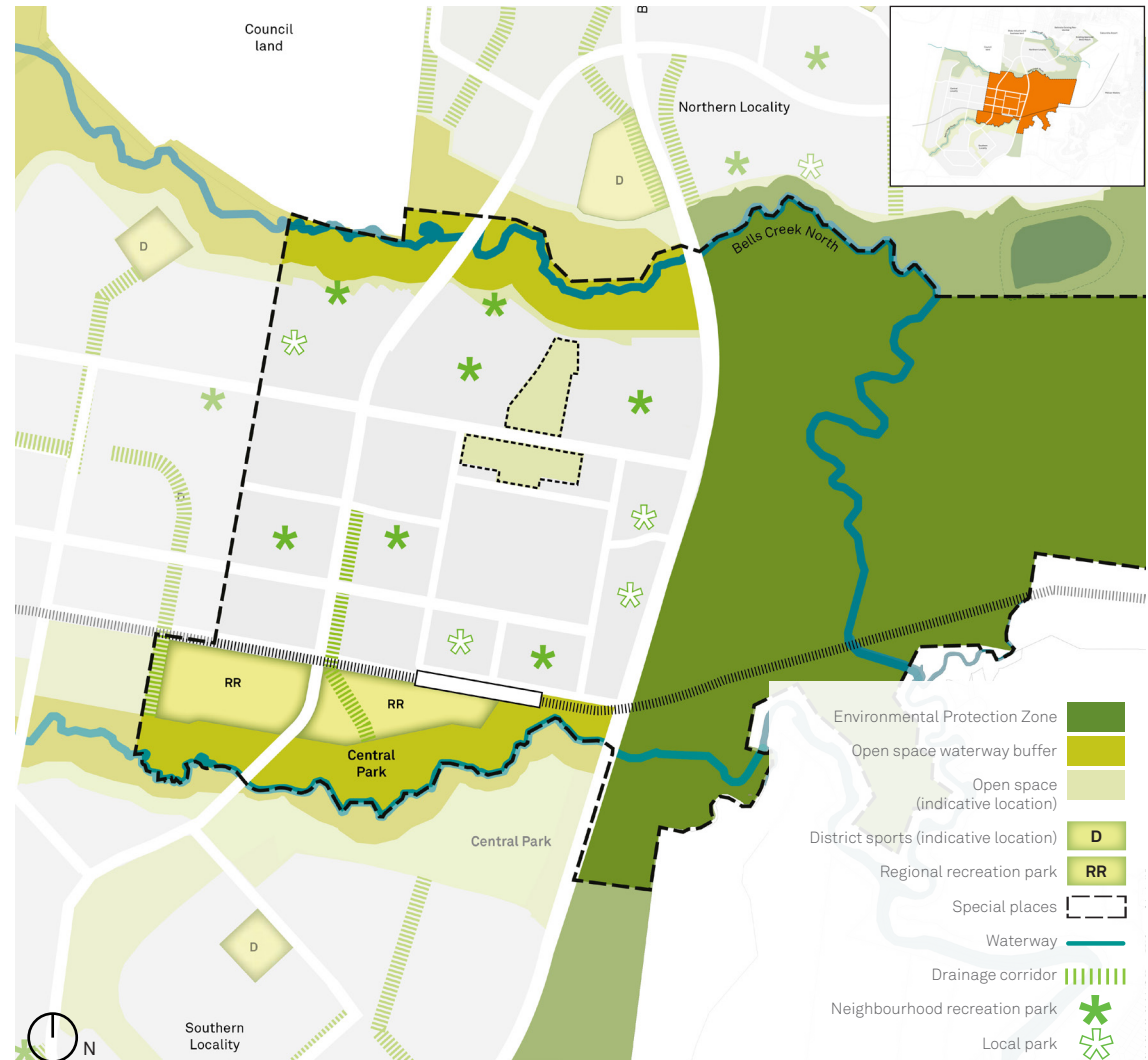 Council
land
B
Northern Locality
D
D
Bells Creek North
D
RR
RR
Central
Park
Central Park
D
Southern
Locality
N
Environmental Protection Zone
Open space waterway buffer
Open space
(indicative location)
District sports (indicative location)
D
Regional recreation park
RR
Special places
Waterway
Drainage corridor
Neighbourhood recreation park
Local park